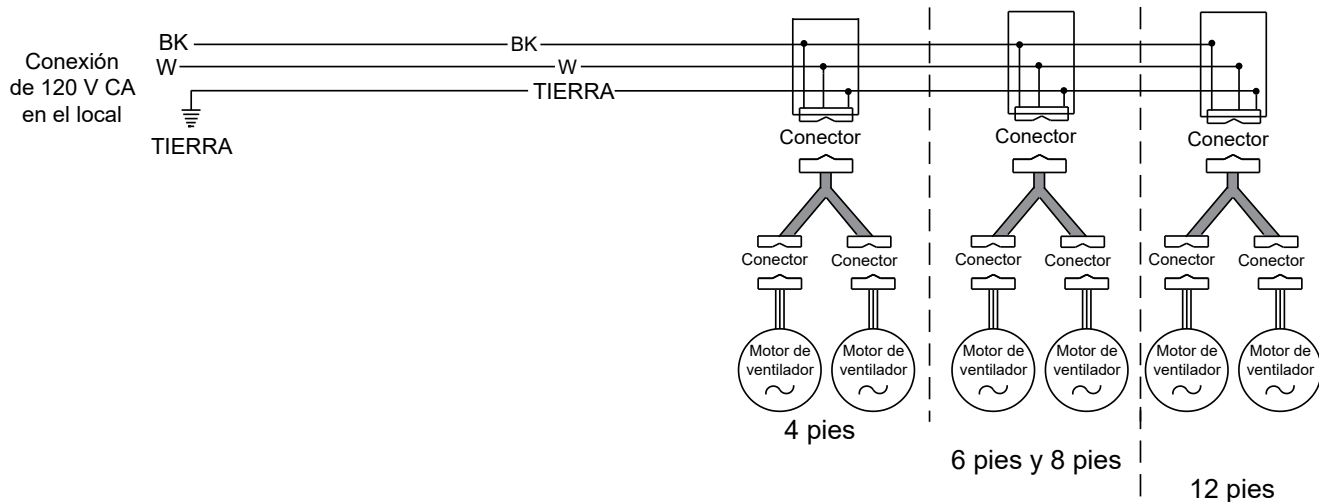 Conexión
de 120 V CA
en el local
BK
W
TIERRA
BK
W
TIERRA
Conector
Conector
Conector
Conector
Conector
Conector
Conector
Conector
Conector
Motor de
ventilador
Motor de
ventilador
Motor de
ventilador
Motor de
ventilador
Motor de
ventilador
Motor de
ventilador
4 pies
6 pies y 8 pies
12 pies